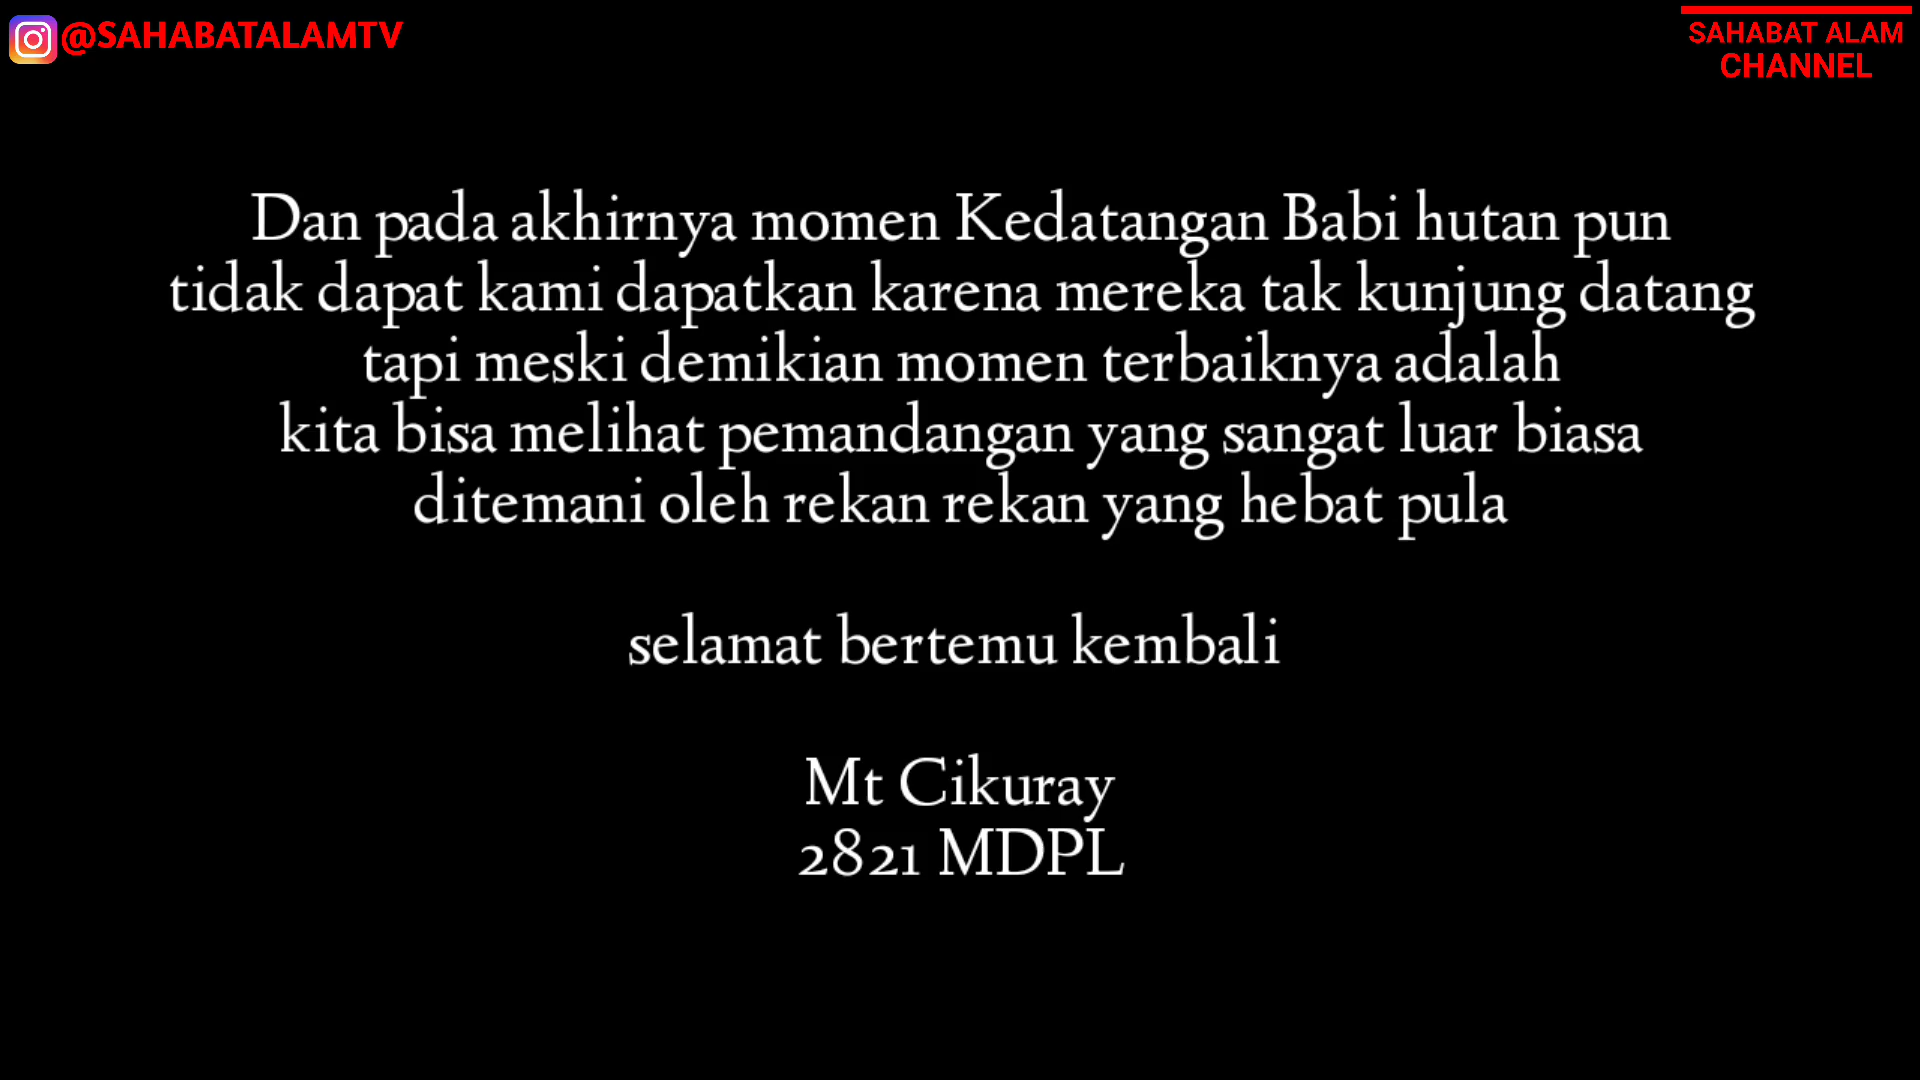 @SAHABATALAMTV
SAHABAT ALAM
CHANNEL
Dan pada akhirnya momen Kedatangan Babi hutan pun
tidak dapat kami dapatkan karena mereka tak kunjung datang
tapi meski demikian momen terbaiknya adalah
kita bisa melihat pemandangan yang sangat luar biasa
ditemani oleh rekan rekan yang hebat pula
selamat bertemu kembali
Mt Cikuray
2821 MDPL